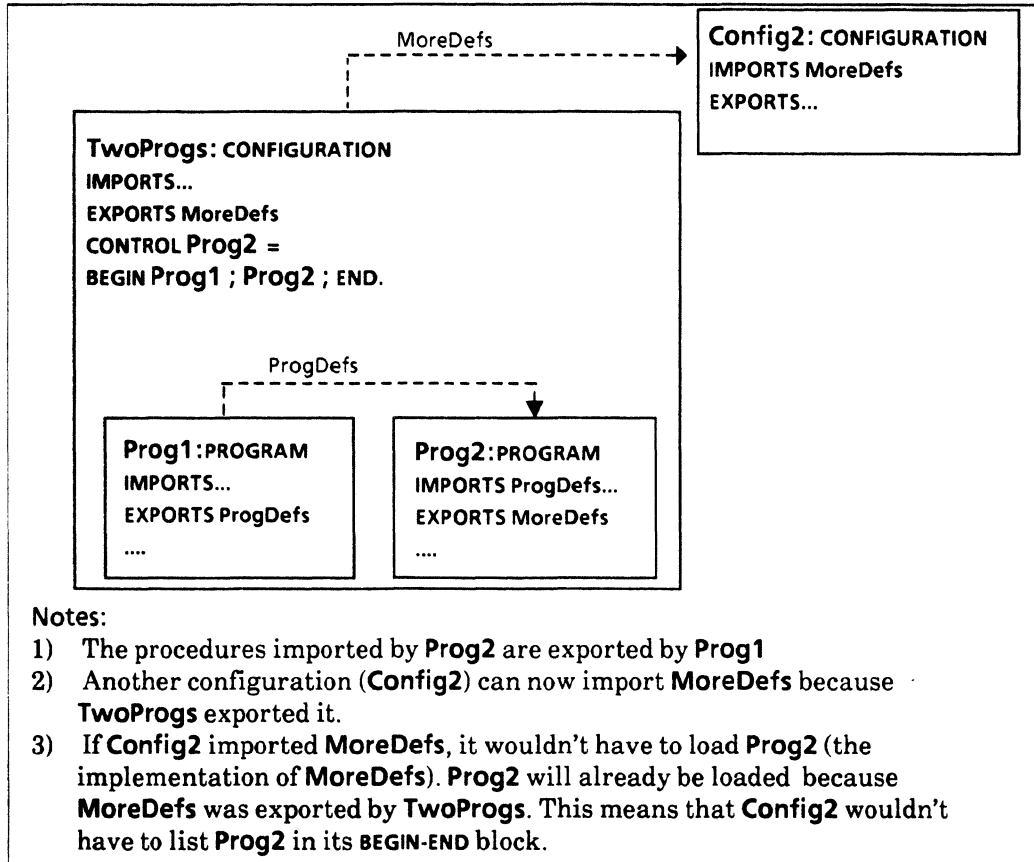 MoreDefs
Config2: CONFIGURATION
IMPORTS MoreDefs
EXPORTS...
TwoProgs: CONFIGURATION
IMPORTS...
EXPORTS MoreDefs
CONTROL Prog2 =
BEGIN Prog1 ; Prog2 ; END.
ProgDefs
Prog1:PROGRAM
IMPORTS...
EXPORTS ProgDefs
....
Prog2:PROGRAM
IMPORTS ProgDefs...
EXPORTS MoreDefs
....
Notes:
1) The procedures imported by Prog2 are exported by Prog1
2) Another configuration (Config2) can now import MoreDefs because
TwoProgs exported it.
3) If Config2 imported MoreDefs, it wouldn't have to load Prog2 (the
implementation of MoreDefs). Prog2 will already be loaded because
MoreDefs was exported by TwoProgs. This means that Config2 wouldn't
have to list Prog2 in its BEGIN-END block.